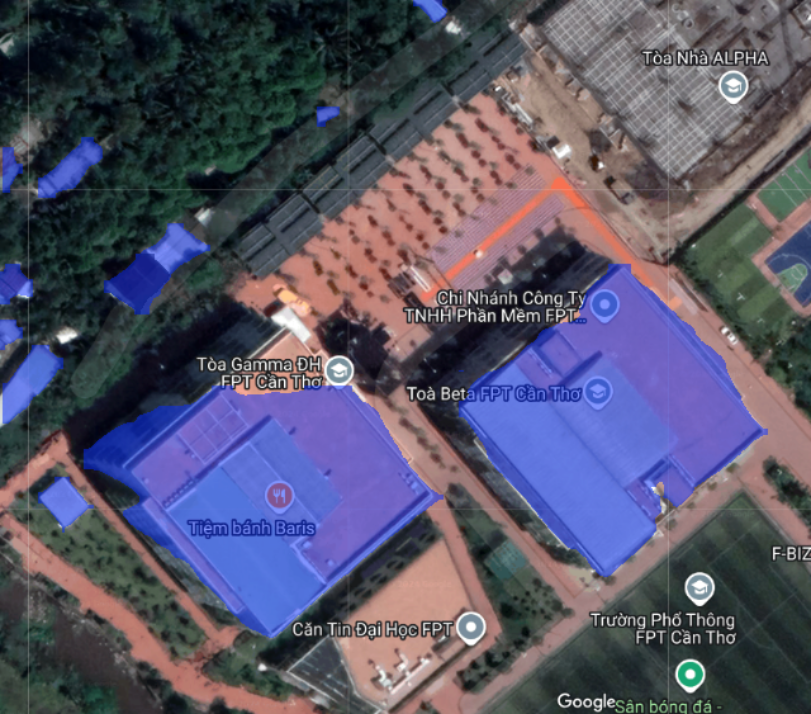 Tòa Nhà ALPHA
Chi Nhánh Công Ty
TNHH Phần Mềm FPT...
Tòa Gamma ĐH
FPT Cần Thơ
Toà Beta FPT Cần Thơ
Tiệm bánh Baris
F-BIZ
Trường Phổ Thông
FPT Cần Thơ
Căn Tin Đại Học FPT
Google
Sân bóng đá -